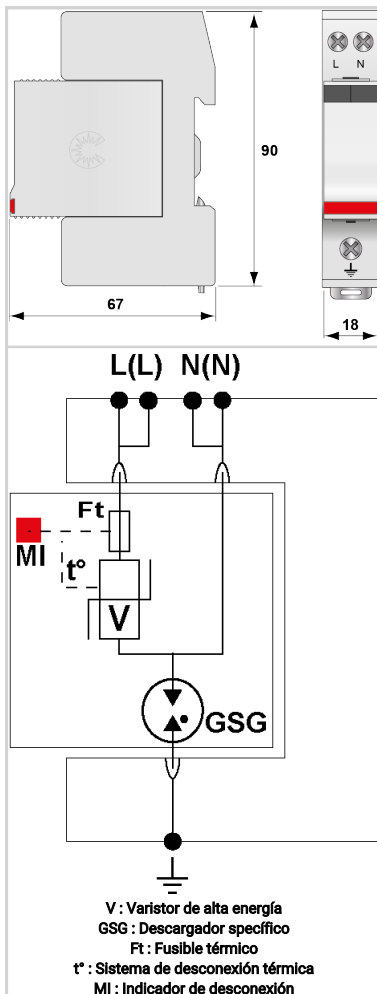 L N
90
67
18
L(L) N(N)
Ft
MI
t°
V
GSG
V : Varistor de alta energía
GSG : Descargador specífico
Ft : Fusible térmico
t° : Sistema de desconexión térmica
MI : Indicador de desconexión